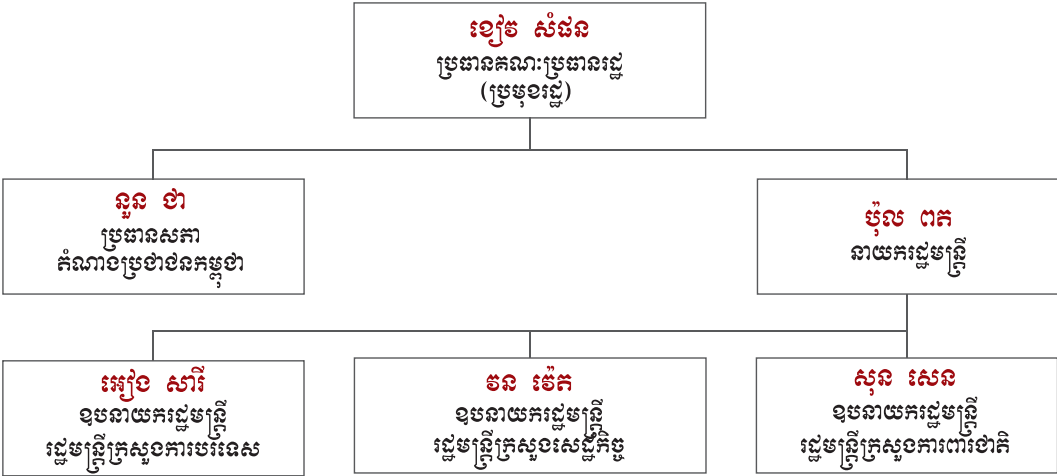 ខៀវ សំផន
ប្រធានគណៈប្រធានរដ្ឋ
(ប្រមុខរដ្ឋ)
នួន ជា
ប្រធានសភា
តំណាងប្រជាជនកម្ពុជា
ប៉ុល ពត
នាយករដ្ឋមន្ត្រី
អៀង សារី
ឧបនាយករដ្ឋមន្ត្រី
រដ្ឋមន្ត្រីក្រសួងការបរទេស
វន វ៉េត
ឧបនាយករដ្ឋមន្ត្រី
រដ្ឋមន្ត្រីក្រសួងសេដ្ឋកិច្ច
សុន សេន
ឧបនាយករដ្ឋមន្ត្រី
រដ្ឋមន្ត្រីក្រសួងការពារជាតិ